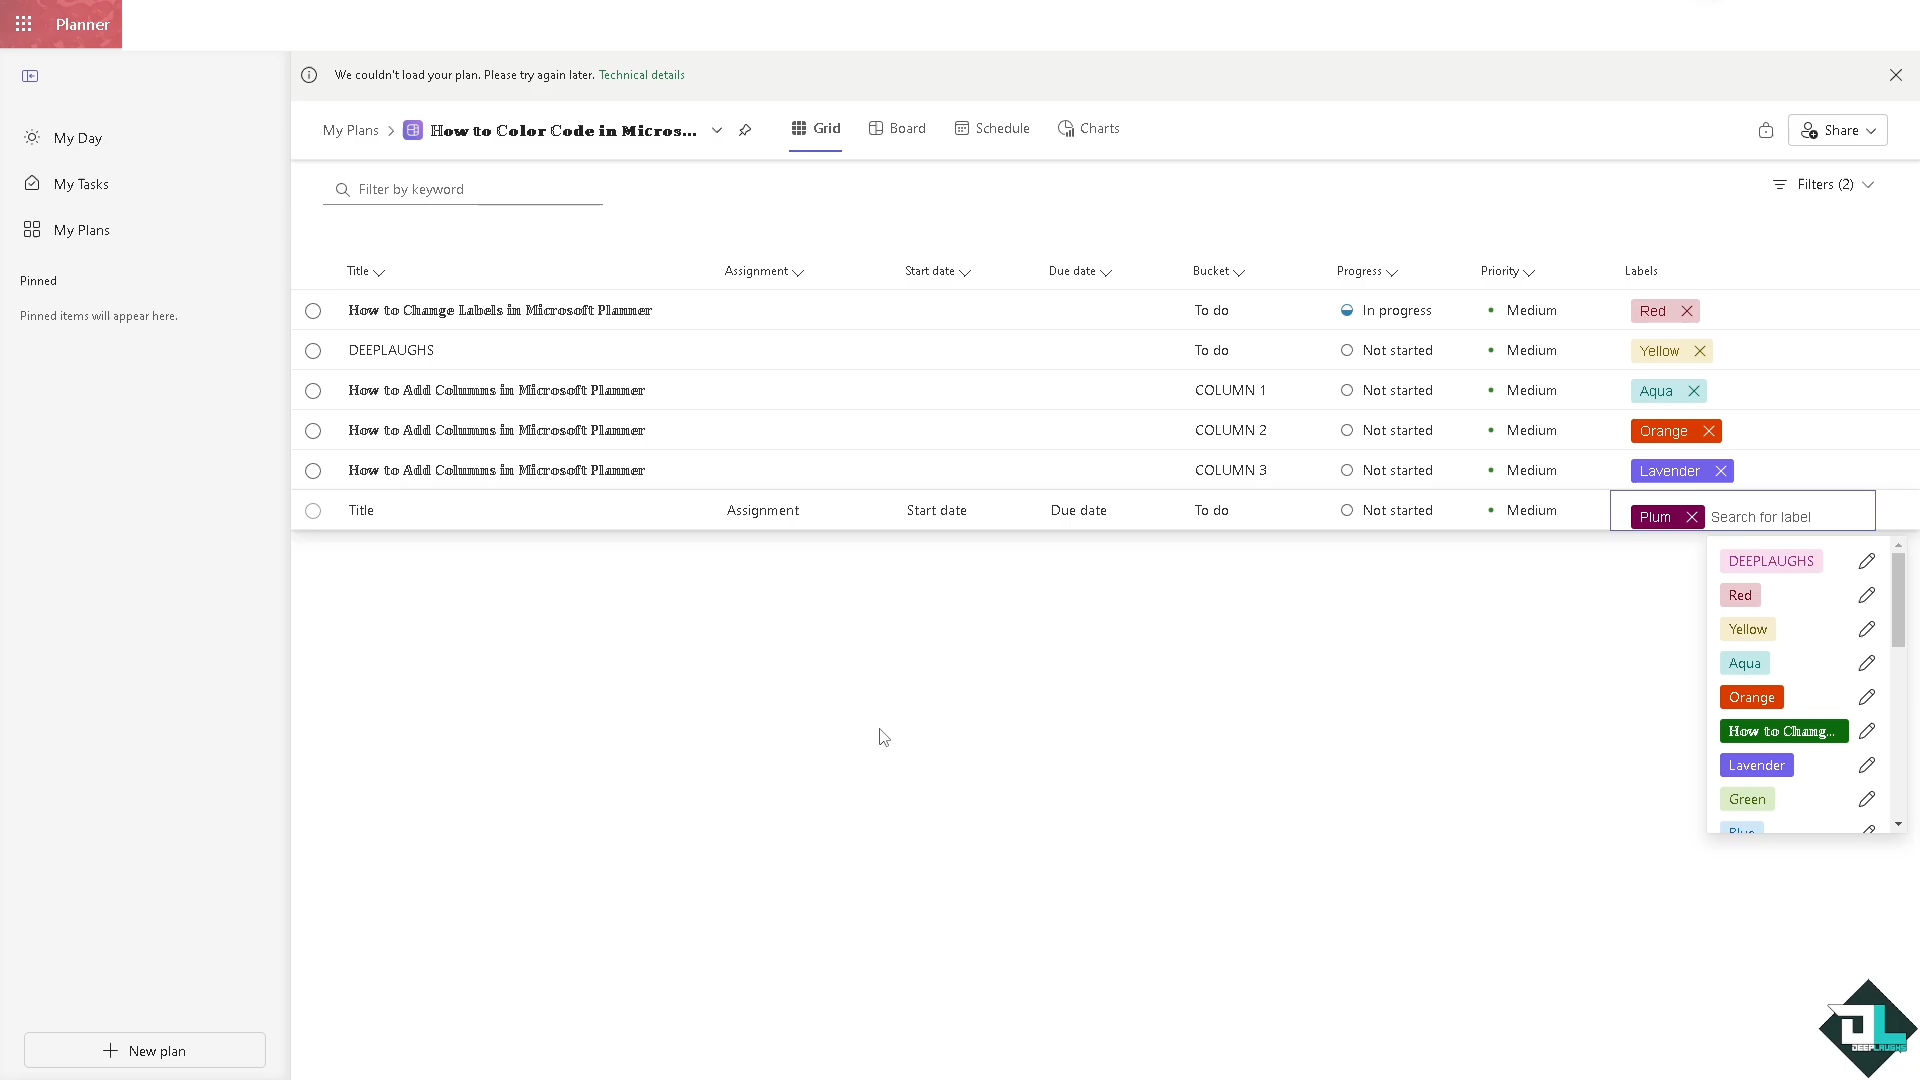 Planner
We couldn't load your plan. Please try again later. Technical details
My Plans > How to Color Code in Micros...
Grid
Board
Schedule
Charts
Share
My Day
My Tasks
My Plans
Pinned
Pinned items will appear here.
Filter by keyword
Filters (2)
Title Assignment Start date Due date Bucket Progress Priority Labels
How to Change Labels in Microsoft Planner To do In progress Medium Red
DEEPLAUGHS To do Not started Medium Yellow
How to Add Columns in Microsoft Planner COLUMN 1 Not started Medium Aqua
How to Add Columns in Microsoft Planner COLUMN 2 Not started Medium Orange
How to Add Columns in Microsoft Planner COLUMN 3 Not started Medium Lavender
Title Assignment Start date Due date To do Not started Medium Plum Search for label
DEEPLAUGHS
Red
Yellow
Aqua
Orange
How to Chang...
Lavender
Green
Blue
New plan
DEEPLAUGHS